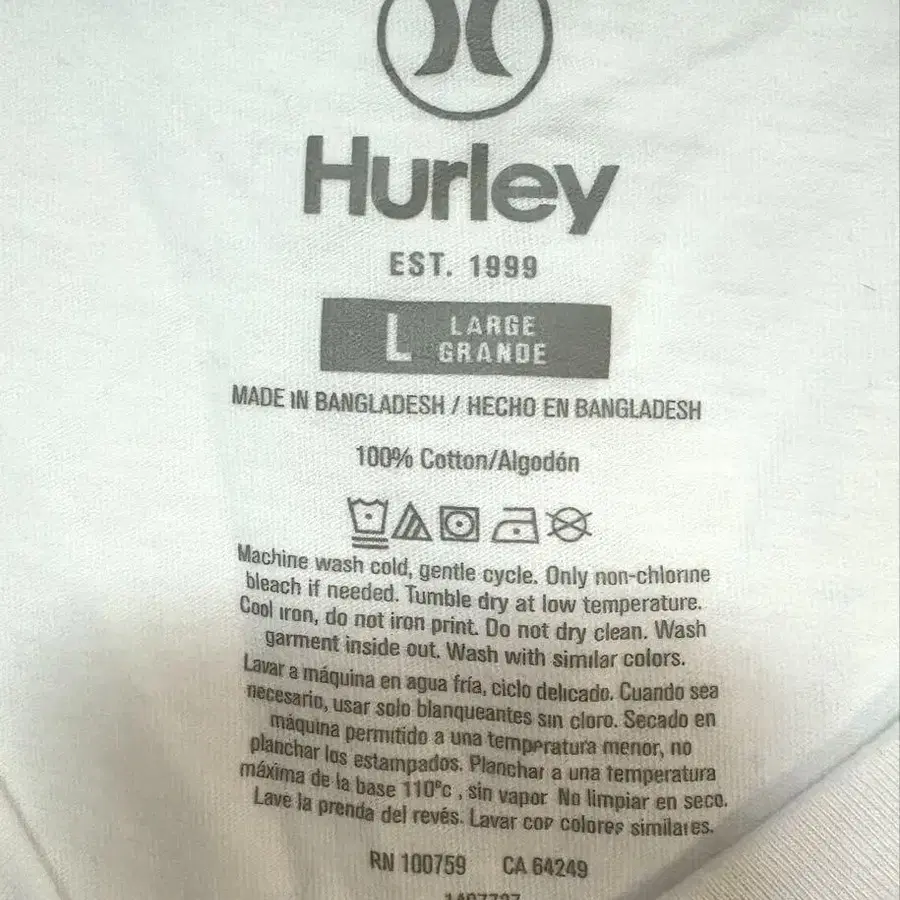 Hurley
EST. 1999
L LARGE
GRANDE
MADE IN BANGLADESH / HECHO EN BANGLADESH
100% Cotton/Algodón
Machine wash cold, gentle cycle. Only non-chlorine
bleach if needed. Tumble dry at low temperature.
Cool iron, do not iron print. Do not dry clean. Wash
garment inside out. Wash with similar colors.
Lavar a máquina en agua fría, ciclo delicado. Cuando sea
necesario, usar solo blanqueantes sin cloro. Secado en
máquina permitido a una temperatura menor, no
planchar los estampados. Planchar a una temperatura
máxima de la base 110°c , sin vapor No limpiar en seco.
Lave la prenda del revés. Lavar con colores similares.
RN 100759 CA 64249